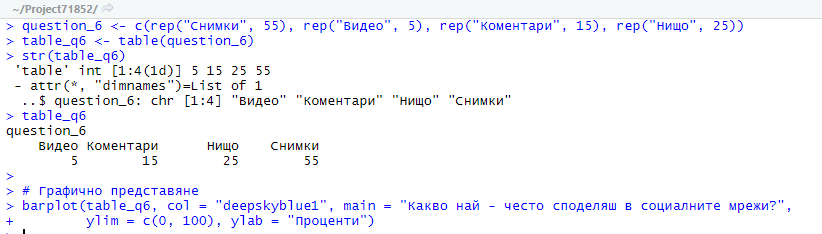 ~/Project71852/
> question_6 <- c(rep("Снимки", 55), rep("Видео", 5), rep("Коментари", 15), rep("Нищо", 25))
> table_q6 <- table(question_6)
> str(table_q6)
 'table' int [1:4(1d)] 5 15 25 55
 - attr(*, "dimnames")=List of 1
  ..$ question_6: chr [1:4] "Видео" "Коментари" "Нищо" "Снимки"
> table_q6
question_6
    Видео Коментари      Нищо    Снимки
        5        15        25        55
>
> # Графично представяне
> barplot(table_q6, col = "deepskyblue1", main = "Какво най - често споделяш в социалните мрежи?",
+         ylim = c(0, 100), ylab = "Проценти")
>